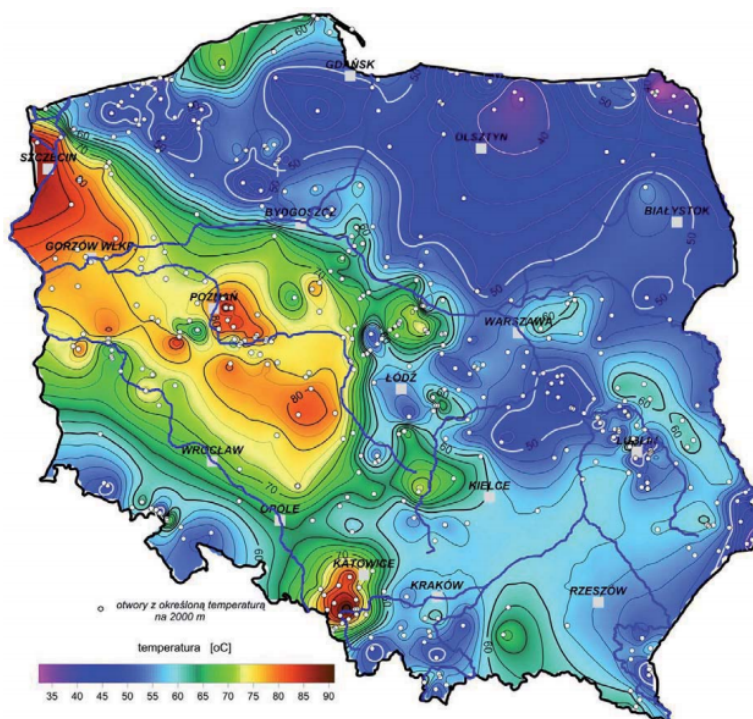 GDAŃSK
OLSZTYN
SZCZECIN
BYDGOSZCZ
BIAŁYSTOK
GORZÓW WLKP
POZNAŃ
WARSZAWA
ŁÓDŹ
LUBLIN
WROCŁAW
KIELCE
OPOLE
KATOWICE
KRAKÓW
RZESZÓW
otwory z określoną temperaturą
na 2000 m
temperatura [oC]
35 40 45 50 55 60 65 70 75 80 85 90